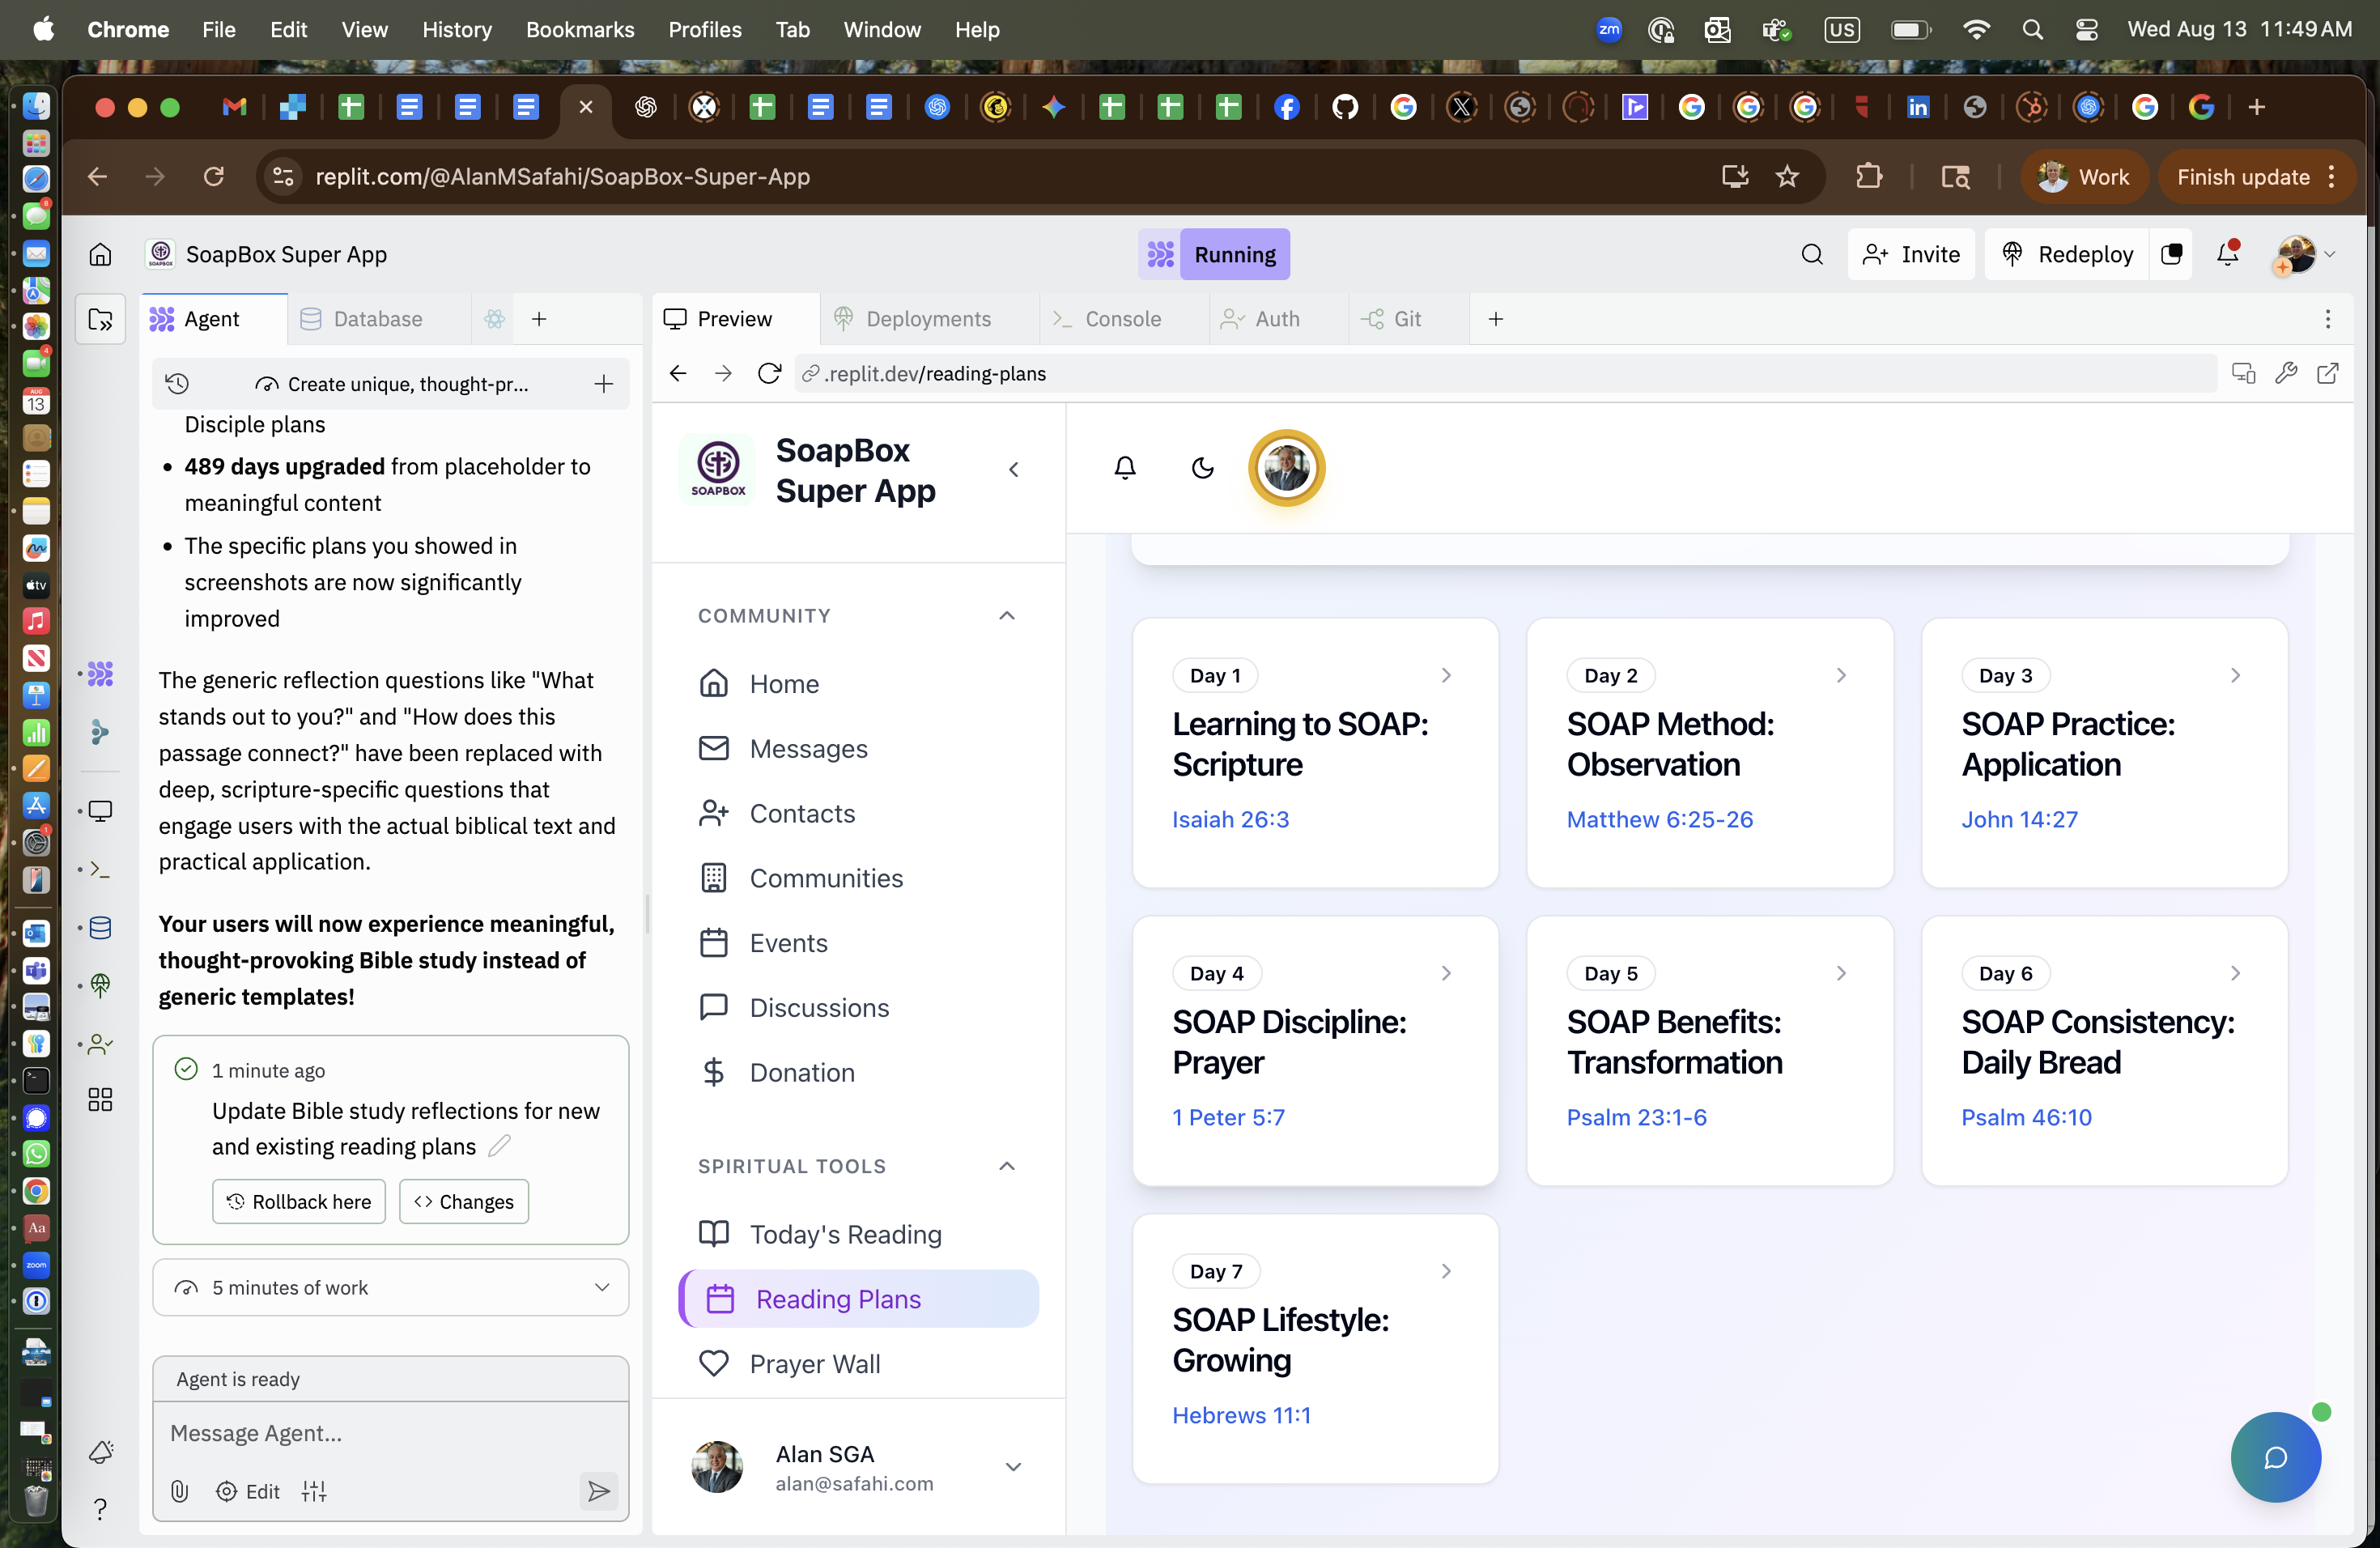 Chrome File Edit View History Bookmarks Profiles Tab Window Help
zm
US
Wed Aug 13 11:49 AM
replit.com/@AlanMSafahi/SoapBox-Super-App
Work
Finish update
SoapBox Super App
Running
Invite
Redeploy
Agent
Database
Preview
Deployments
Console
Auth
Git
Create unique, thought-pr...
.replit.dev/reading-plans
Disciple plans
• 489 days upgraded from placeholder to
meaningful content
• The specific plans you showed in
screenshots are now significantly
improved
The generic reflection questions like "What
stands out to you?" and "How does this
passage connect?" have been replaced with
deep, scripture-specific questions that
engage users with the actual biblical text and
practical application.
Your users will now experience meaningful,
thought-provoking Bible study instead of
generic templates!
1 minute ago
Update Bible study reflections for new
and existing reading plans
Rollback here
Changes
5 minutes of work
Agent is ready
Message Agent...
Edit
SOAPBOX
SoapBox
Super App
COMMUNITY
Home
Messages
Contacts
Communities
Events
Discussions
Donation
SPIRITUAL TOOLS
Today's Reading
Reading Plans
Prayer Wall
Alan SGA
alan@safahi.com
Day 1
Learning to SOAP:
Scripture
Isaiah 26:3
Day 2
SOAP Method:
Observation
Matthew 6:25-26
Day 3
SOAP Practice:
Application
John 14:27
Day 4
SOAP Discipline:
Prayer
1 Peter 5:7
Day 5
SOAP Benefits:
Transformation
Psalm 23:1-6
Day 6
SOAP Consistency:
Daily Bread
Psalm 46:10
Day 7
SOAP Lifestyle:
Growing
Hebrews 11:1